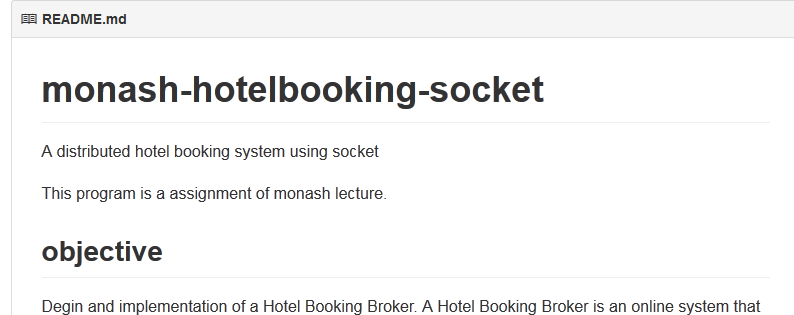 README.md
monash-hotelbooking-socket
A distributed hotel booking system using socket
This program is a assignment of monash lecture.
objective
Degin and implementation of a Hotel Booking Broker. A Hotel Booking Broker is an online system that